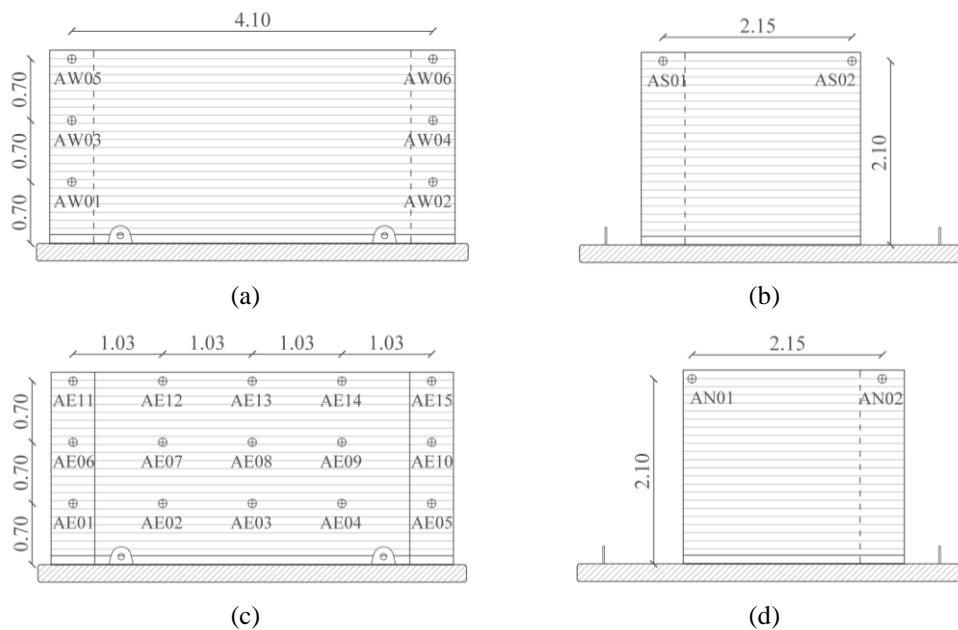 4.10
AW05 AW06
0.70
AW03 AW04
0.70
AW01 AW02
0.70
(a)
2.15
AS01 AS02
2.10
(b)
1.03 1.03 1.03 1.03
AE11 AE12 AE13 AE14 AE15
0.70
AE06 AE07 AE08 AE09 AE10
0.70
AE01 AE02 AE03 AE04 AE05
0.70
(c)
2.15
AN01 AN02
2.10
(d)